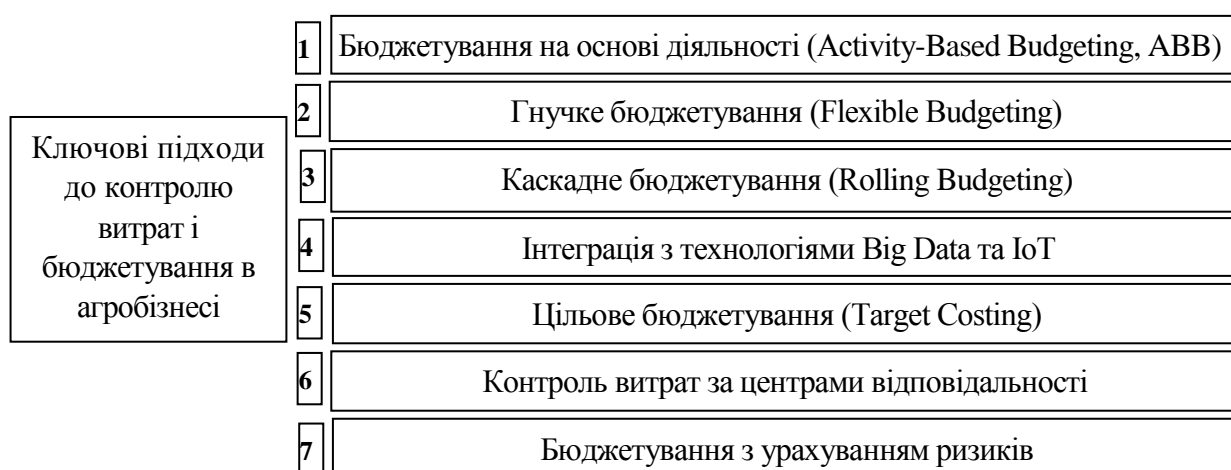 Ключові підходи
до контролю
витрат і
бюджетування в
агробізнесі
1 Бюджетування на основі діяльності (Activity-Based Budgeting, ABB)
2 Гнучке бюджетування (Flexible Budgeting)
3 Каскадне бюджетування (Rolling Budgeting)
4 Інтеграція з технологіями Big Data та IoT
5 Цільове бюджетування (Target Costing)
6 Контроль витрат за центрами відповідальності
7 Бюджетування з урахуванням ризиків